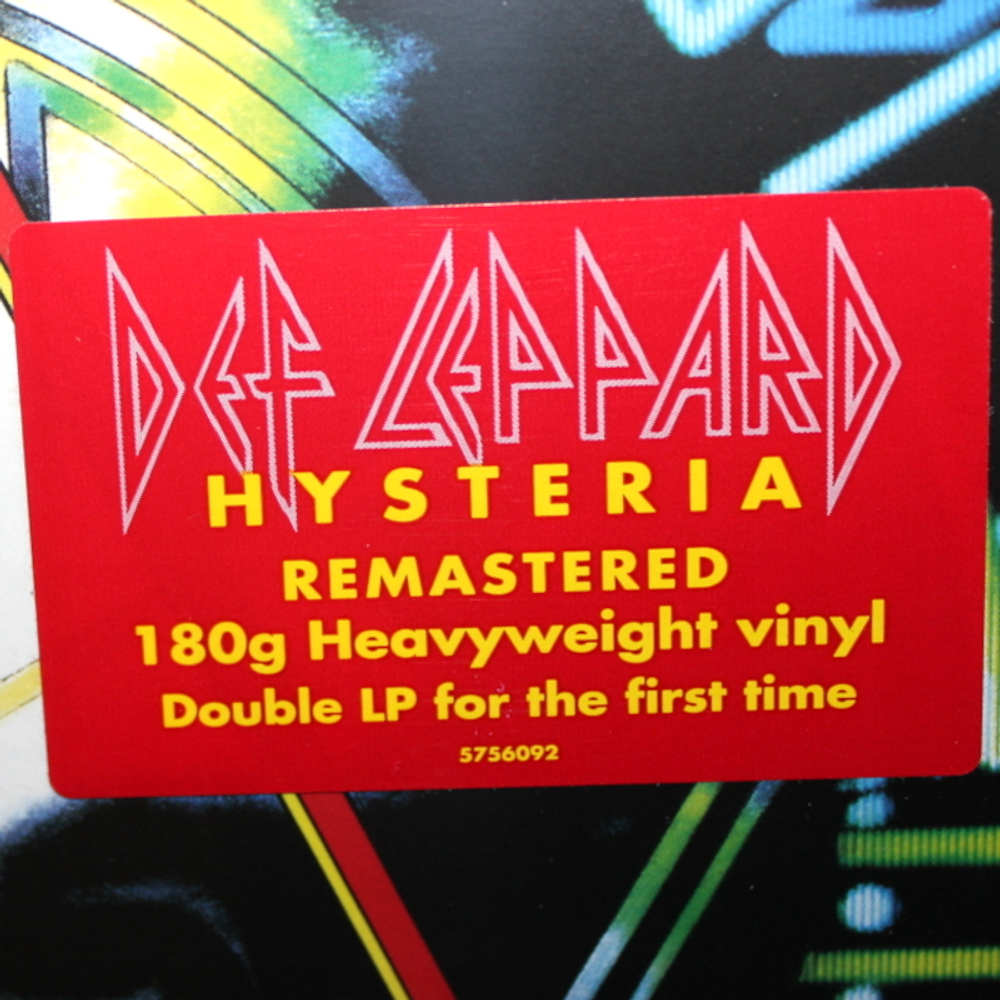 DEF LEPPARD
HYSTERIA
REMASTERED
180g Heavyweight vinyl
Double LP for the first time
5756092